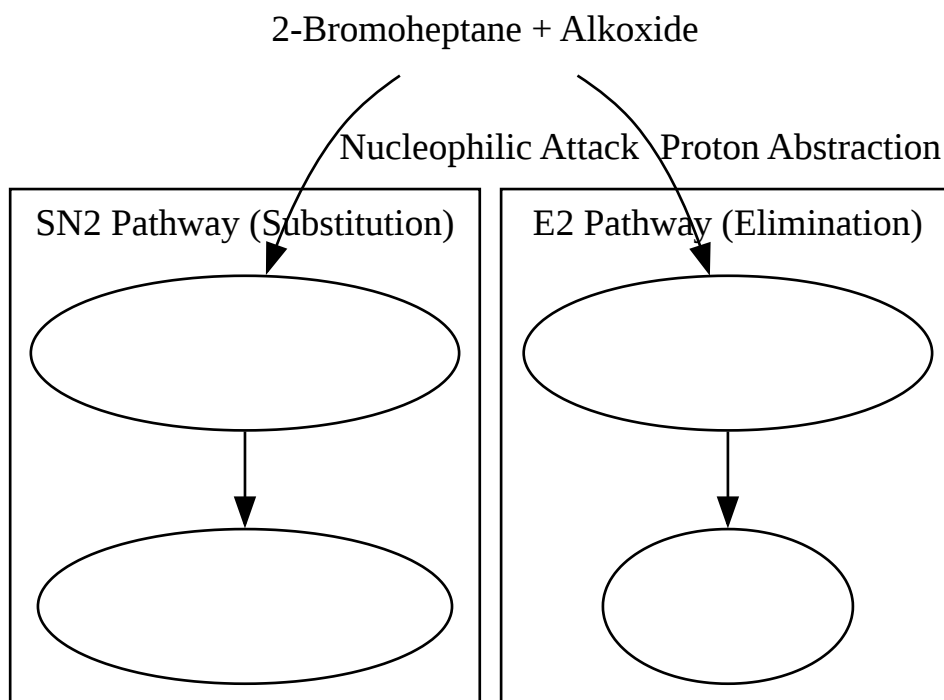 2-Bromoheptane + Alkoxide
Nucleophilic Attack
Proton Abstraction
SN2 Pathway (Substitution)
E2 Pathway (Elimination)